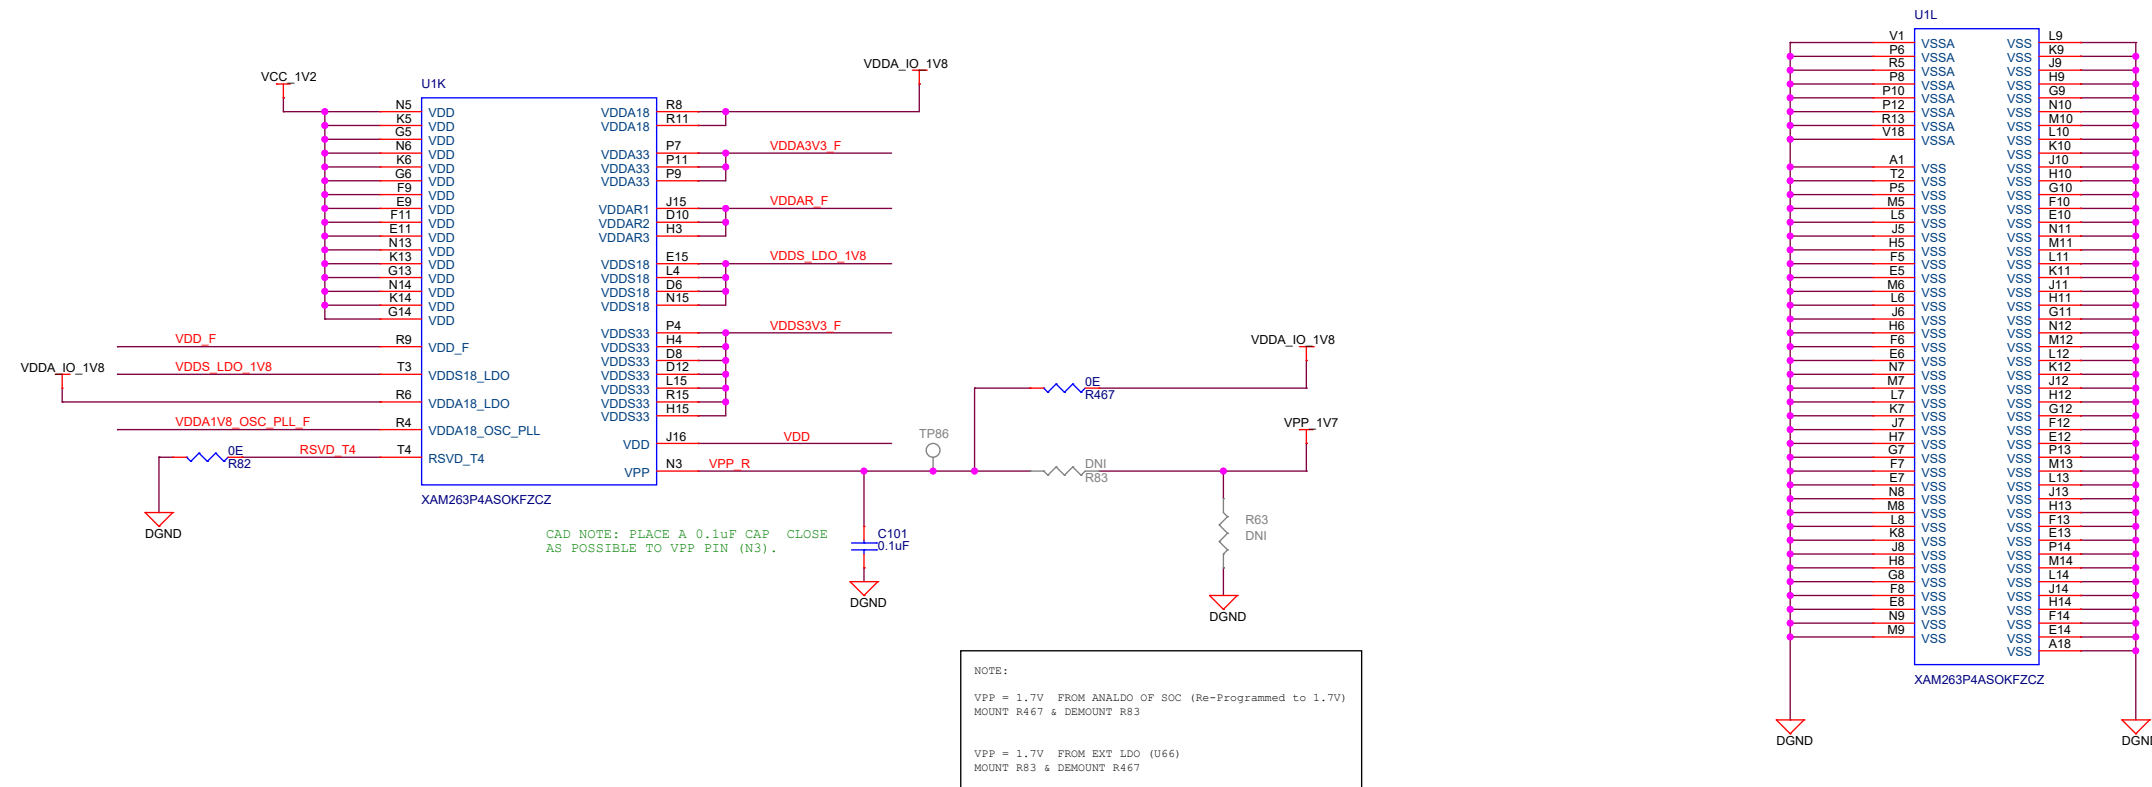 U1K
VCC_1V2
VDDA_IO_1V8
N5 VDD VDDA18 R8
K5 VDD VDDA18 R11
G5 VDD
N6 VDD VDDA33 P7 VDDA3V3_F
K6 VDD VDDA33 P11
G6 VDD VDDA33 P9
F9 VDD
E9 VDD VDDAR1 J15 VDDAR_F
F11 VDD VDDAR2 D10
E11 VDD VDDAR3 H3
N13 VDD
K13 VDD VDDS18 E15 VDDS_LDO_1V8
G13 VDD VDDS18 L4
N14 VDD VDDS18 D6
K14 VDD VDDS18 N15
G14 VDD
VDDS33 P4 VDDS3V3_F
VDD_F R9 VDD_F VDDS33 H4
VDDS33 D8
VDDA_IO_1V8
VDDS_LDO_1V8 T3 VDDS18_LDO VDDS33 D12
VDDS33 L15
R6 VDDA18_LDO VDDS33 R15
VDDS33 H15
VDDA1V8_OSC_PLL_F R4 VDDA18_OSC_PLL
VDD J16 VDD
0E
R82
RSVD_T4 T4 RSVD_T4
VPP N3 VPP_R
DGND
XAM263P4ASOKFZCZ
TP86
VDDA_IO_1V8
0E
R467
VPP_1V7
DNI
R83
R63
DNI
DGND
C101
0.1uF
DGND
CAD NOTE: PLACE A 0.1uF CAP CLOSE
AS POSSIBLE TO VPP PIN (N3).
NOTE:
VPP = 1.7V FROM ANALDO OF SOC (Re-Programmed to 1.7V)
MOUNT R467 & DEMOUNT R83
VPP = 1.7V FROM EXT LDO (U66)
MOUNT R83 & DEMOUNT R467
U1L
V1 VSSA VSS L9
P6 VSSA VSS K9
R5 VSSA VSS J9
P8 VSSA VSS H9
P10 VSSA VSS G9
P12 VSSA VSS N10
R13 VSSA VSS M10
V18 VSSA VSS L10
VSS K10
A1 VSS VSS J10
T2 VSS VSS H10
P5 VSS VSS G10
M5 VSS VSS F10
L5 VSS VSS E10
J5 VSS VSS N11
H5 VSS VSS M11
F5 VSS VSS L11
E5 VSS VSS K11
M6 VSS VSS J11
L6 VSS VSS H11
J6 VSS VSS G11
H6 VSS VSS N12
F6 VSS VSS M12
E6 VSS VSS L12
N7 VSS VSS K12
M7 VSS VSS J12
L7 VSS VSS H12
K7 VSS VSS G12
J7 VSS VSS F12
H7 VSS VSS E12
G7 VSS VSS P13
F7 VSS VSS M13
E7 VSS VSS L13
N8 VSS VSS J13
M8 VSS VSS H13
L8 VSS VSS F13
K8 VSS VSS E13
J8 VSS VSS P14
H8 VSS VSS M14
G8 VSS VSS L14
F8 VSS VSS J14
E8 VSS VSS H14
N9 VSS VSS F14
M9 VSS VSS E14
VSS A18
XAM263P4ASOKFZCZ
DGND